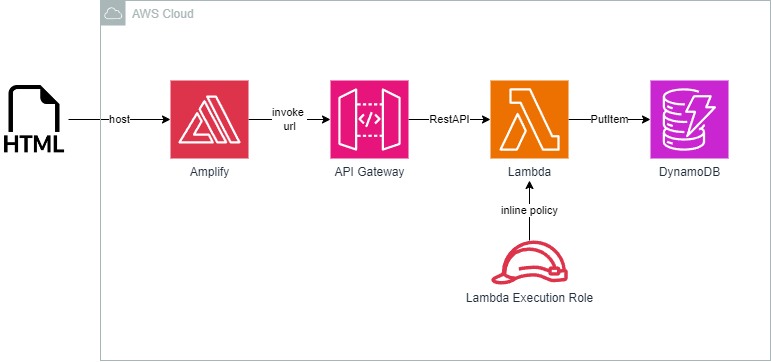 AWS Cloud
HTML
host
invoke
url
RestAPI
PutItem
Amplify
API Gateway
Lambda
DynamoDB
inline policy
Lambda Execution Role